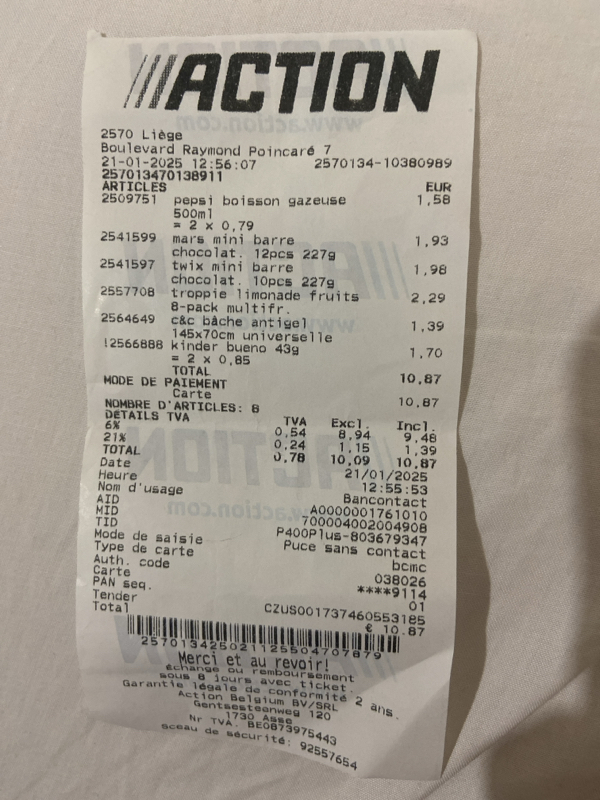 ///ACTION
2570 Liège
Boulevard Raymond Poincaré 7
21-01-2025 12:56:07 2570134-10380989
257013470138911
ARTICLES EUR
2509751 pepsi boisson gazeuse 1,58
500ml
= 2 x 0,79
2541599 mars mini barre 1,93
chocolat. 12pcs 227g
2541597 twix mini barre 1,98
chocolat. 10pcs 227g
2557708 troppie limonade fruits 2,29
8-pack multifr.
2564649 c&c bâche antigel 1,39
145x70cm universelle
!2566888 kinder bueno 43g 1,70
= 2 x 0,85
TOTAL 10,87
MODE DE PAIEMENT
Carte 10,87
NOMBRE D'ARTICLES: 8
DÉTAILS TVA TVA Excl. Incl.
6% 0,54 8,94 9,48
21% 0,24 1,15 1,39
TOTAL 0,78 10,09 10,87
Date 21/01/2025
Heure 12:55:53
Nom d'usage Bancontact
AID A0000001761010
MID 700004002004908
TID P400Plus-803679347
Mode de saisie Puce sans contact
Type de carte bcmc
Auth. code 038026
Carte ****9114
PAN seq. 01
Tender CZUS001737460553185
Total € 10.87
257013425021125504707879
Merci et au revoir!
échange ou remboursement
sous 8 jours avec ticket.
Garantie légale de conformité 2 ans.
Action Belgium BV/SRL
Gentsesteenweg 120
1730 Asse
Nr TVA. BE0873975443
Sceau de sécurité: 92557654